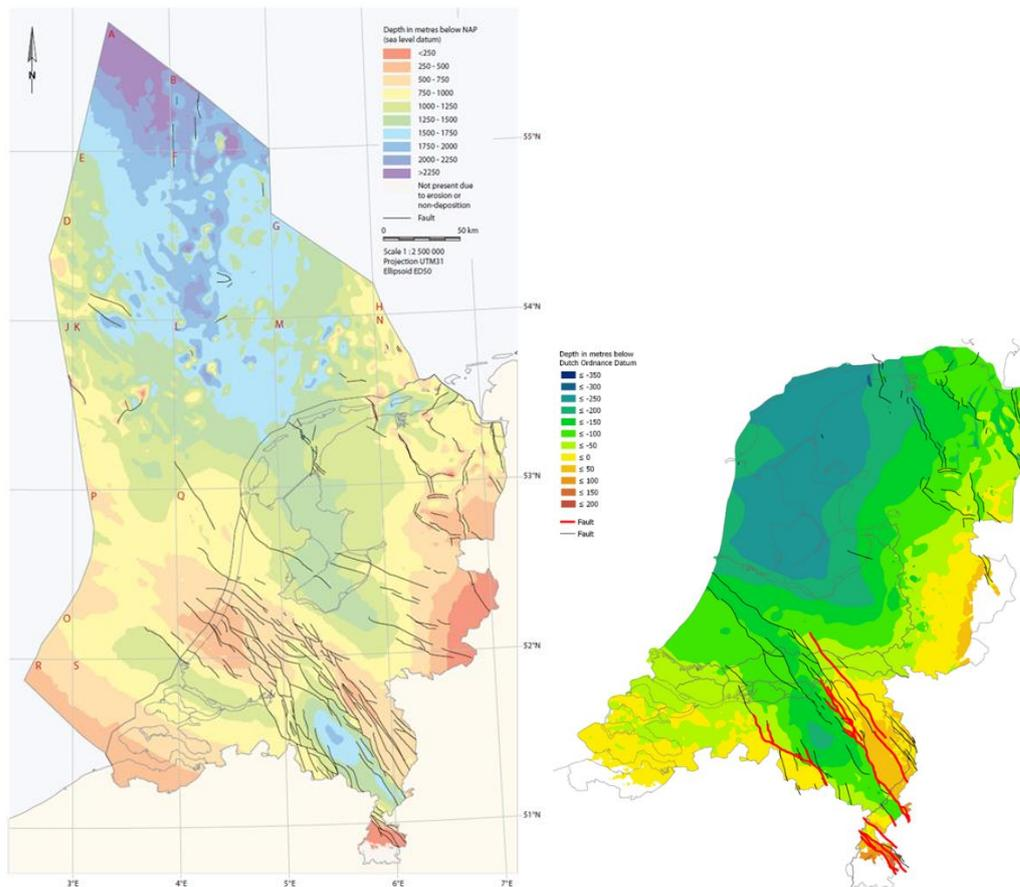 Depth in metres below NAP
(sea level datum)
<250
250 - 500
500 - 750
750 - 1000
1000 - 1250
1250 - 1500
1500 - 1750
1750 - 2000
2000 - 2250
>2250
Not present due
to erosion or
non-deposition
Fault
0 50 km
Scale 1 : 2 500 000
Projection UTM31
Ellipsoid ED50
N
A
B
E
F
D
G
H
J K
L
M
N
P
Q
O
R
S
55°N
54°N
53°N
52°N
51°N
3°E
4°E
5°E
6°E
7°E
Depth in metres below
Dutch Ordnance Datum
≤ -350
≤ -300
≤ -250
≤ -200
≤ -150
≤ -100
≤ -50
≤ 0
≤ 50
≤ 100
≤ 150
≤ 200
Fault
Fault